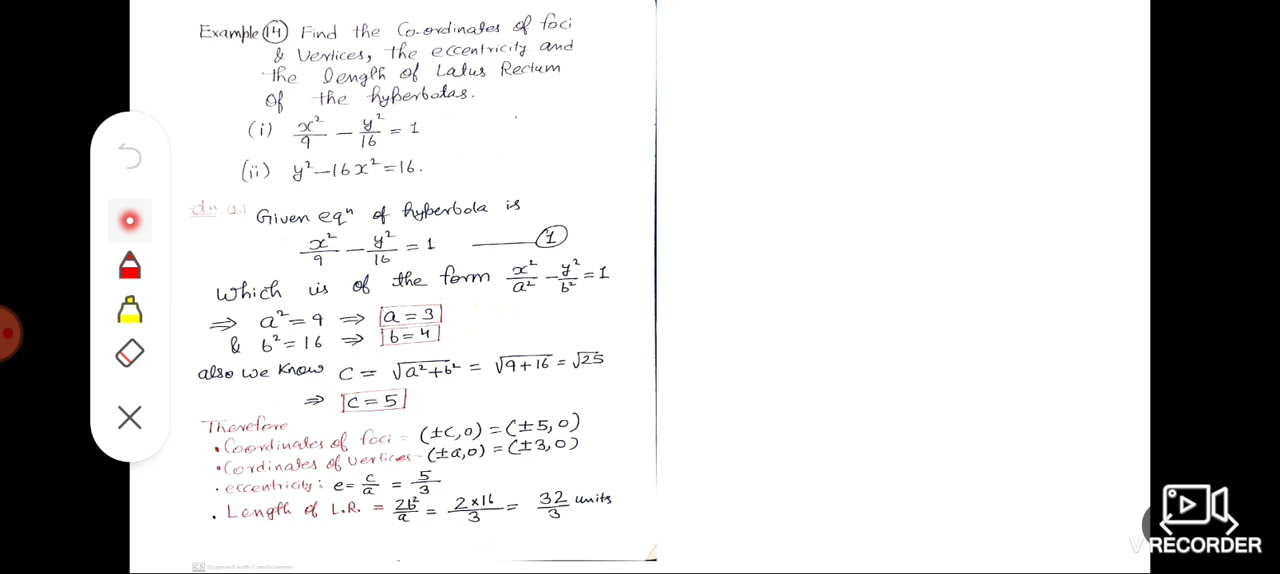 Example 14 Find the Co-ordinates of foci
& Vertices, the eccentricity and
the length of Latus Rectum
of the hyperbolas.
(i) x²/9 - y²/16 = 1
(ii) y² - 16x² = 16.
Given eqⁿ of hyperbola is
x²/9 - y²/16 = 1 —— 1
Which is of the form x²/a² - y²/b² = 1
⇒ a² = 9 ⇒ a = 3
& b² = 16 ⇒ b = 4
also we know C = √a²+b² = √9+16 = √25
⇒ C = 5
Therefore
• Coordinates of foci = (±c,0) = (±5,0)
• Cordinates of Vertices - (±a,0) = (±3,0)
• eccentricity: e = c/a = 5/3
• Length of L.R. = 2b²/a = 2×16/3 = 32/3 units
CS Scanned with CamScanner
V RECORDER